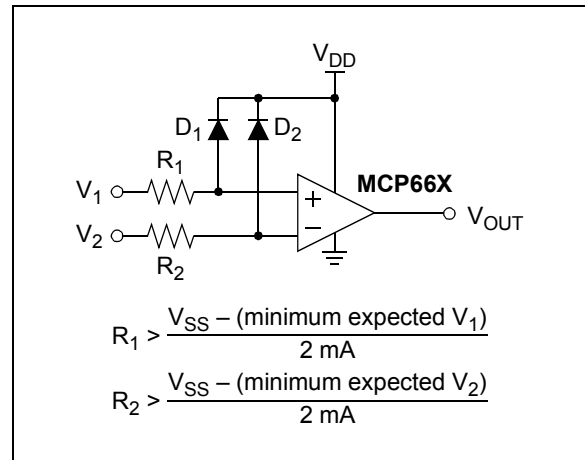 V_DD
D_1 D_2
R_1
MCP66X
V_1
+
V_2
–
V_OUT
R_2
R_1 > V_SS – (minimum expected V_1)
2 mA
R_2 > V_SS – (minimum expected V_2)
2 mA